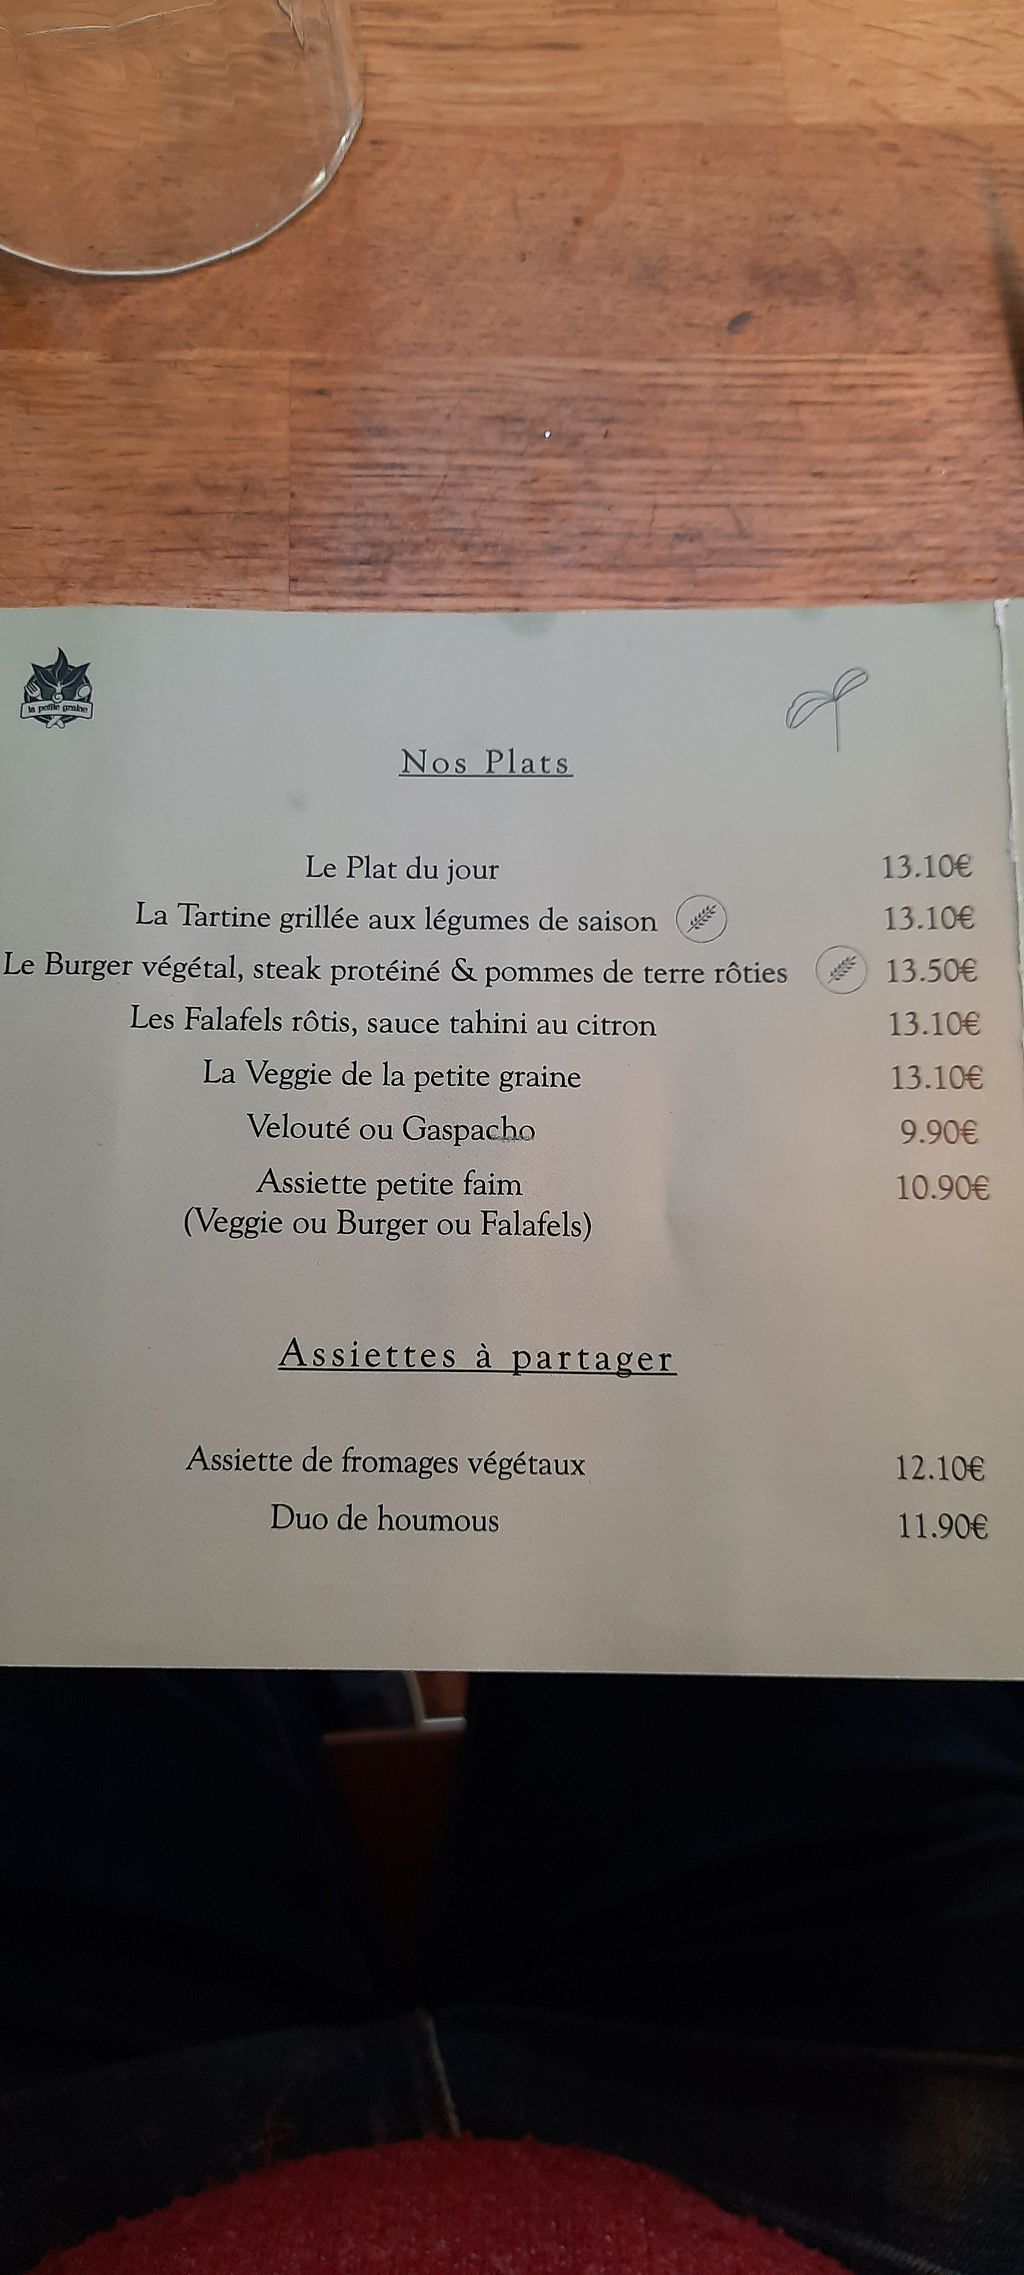 la petite graine
Nos Plats
Le Plat du jour 13.10€
La Tartine grillée aux légumes de saison 13.10€
Le Burger végétal, steak protéiné & pommes de terre rôties 13.50€
Les Falafels rôtis, sauce tahini au citron 13.10€
La Veggie de la petite graine 13.10€
Velouté ou Gaspacho 9.90€
Assiette petite faim 10.90€
(Veggie ou Burger ou Falafels)
Assiettes à partager
Assiette de fromages végétaux 12.10€
Duo de houmous 11.90€